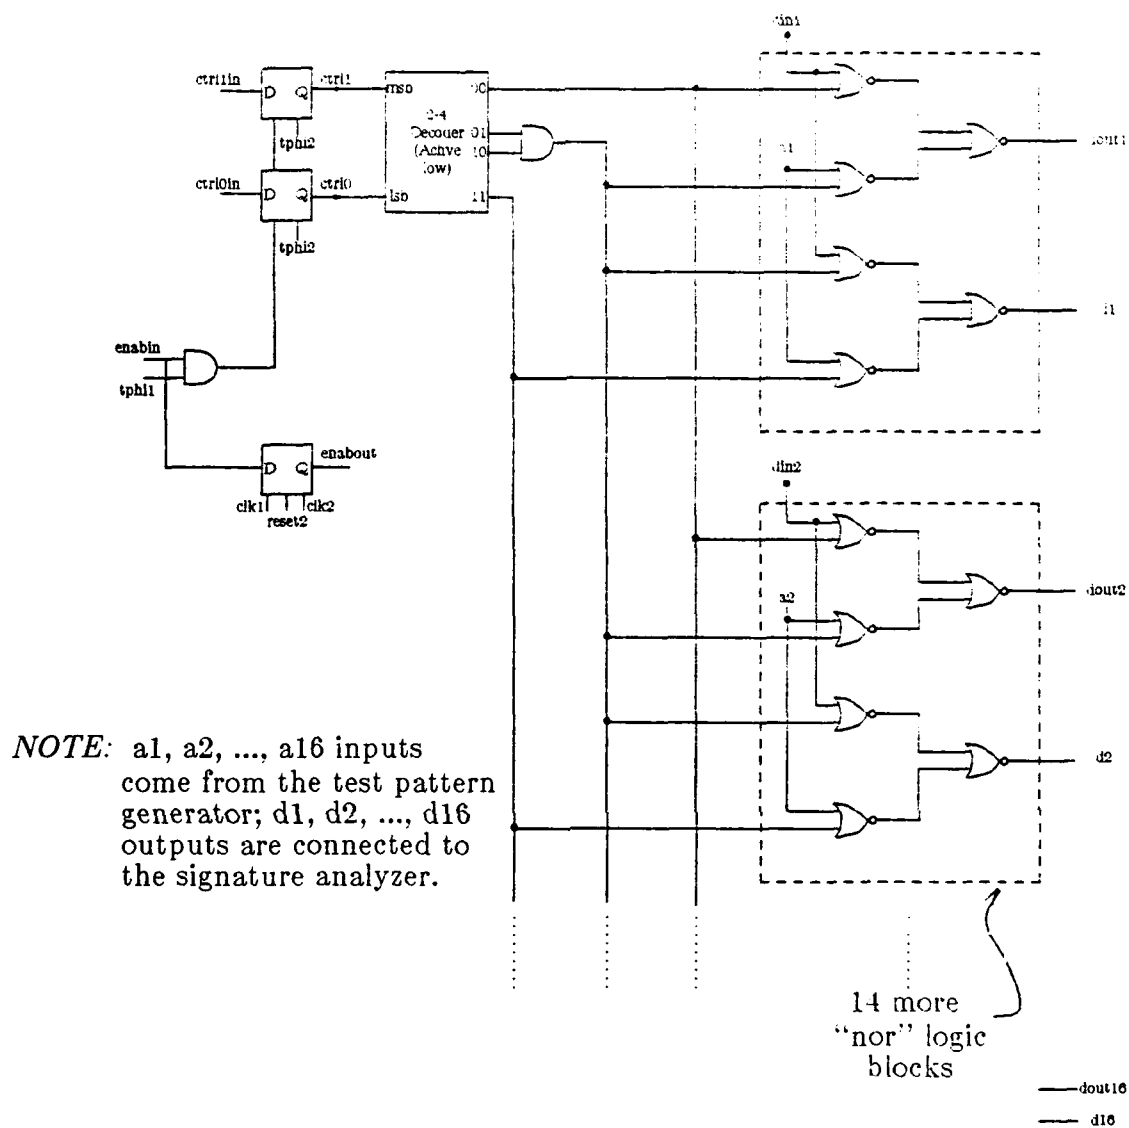 ctrl1in
D Q
ctrl1
tphi2
ctrl0in
D Q
ctrl0
tphi2
msb
00
2-4
Decoder
(Active
low)
01
10
lsb
11
enabin
tphi1
D Q
enabout
clk1
reset2
clk2
din1
a1
dout1
d1
din2
a2
dout2
d2
NOTE: a1, a2, ..., a16 inputs
come from the test pattern
generator; d1, d2, ..., d16
outputs are connected to
the signature analyzer.
14 more
"nor" logic
blocks
dout16
d16